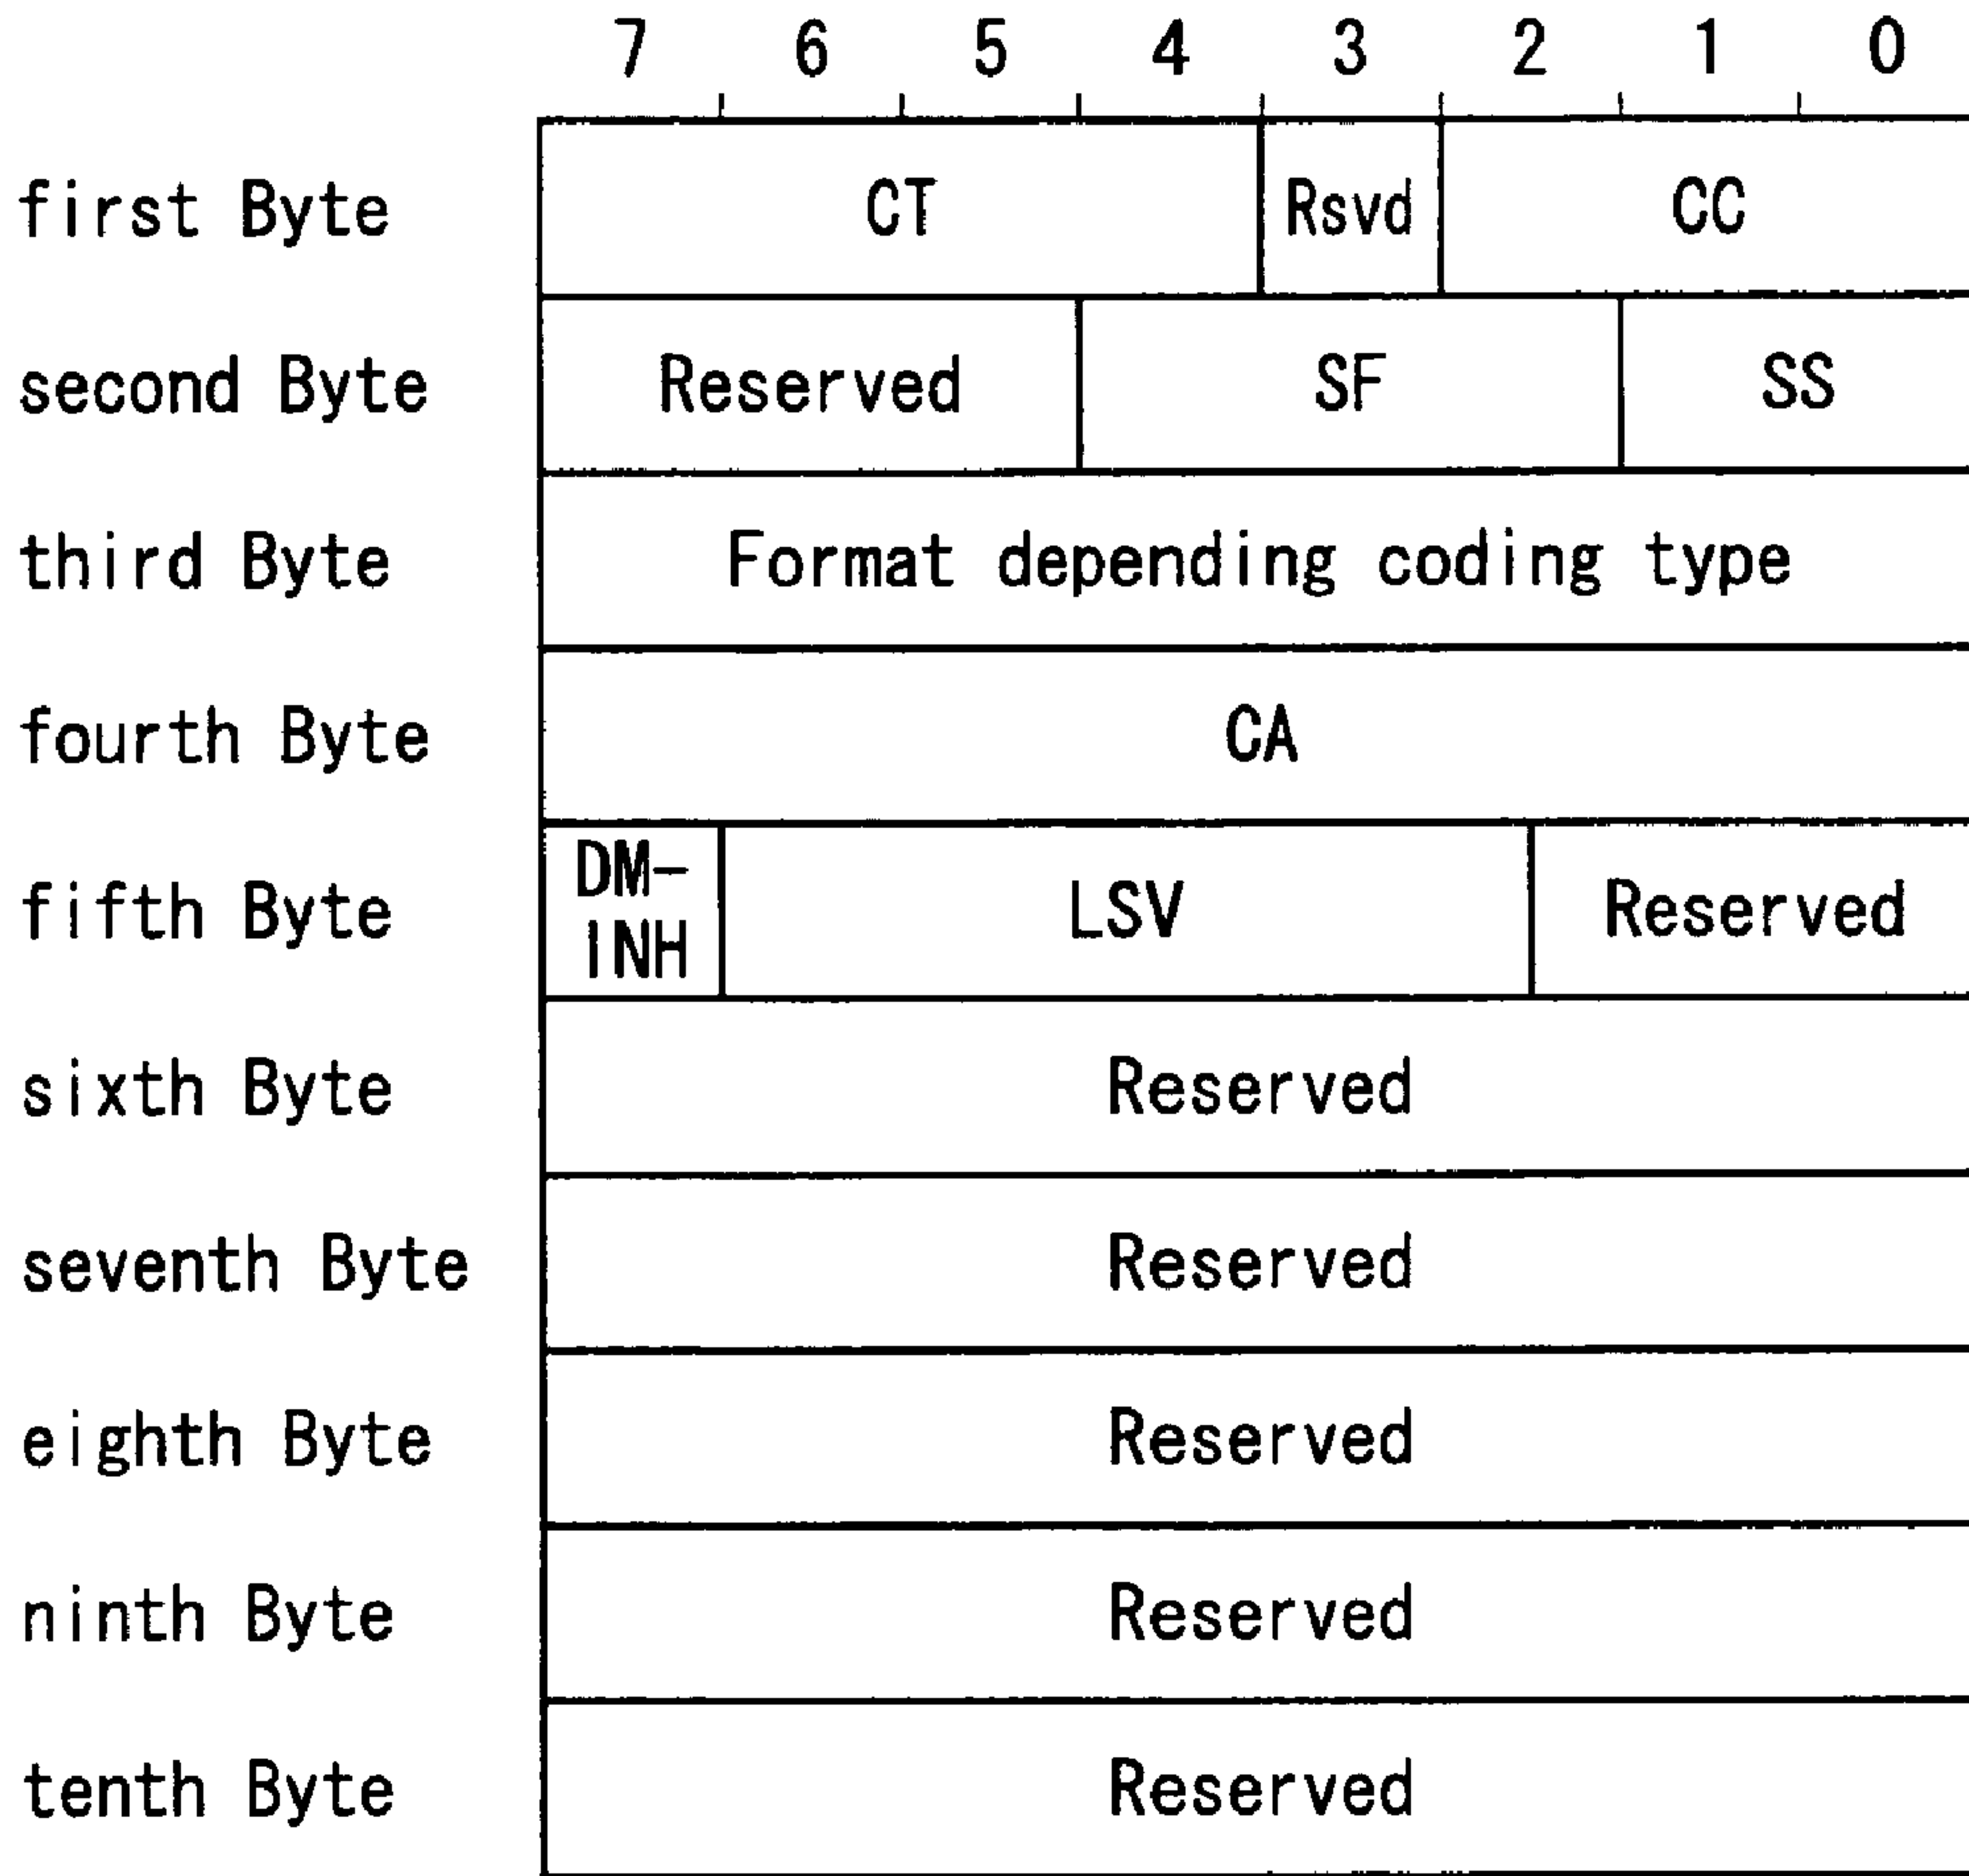 7 6 5 4 3 2 1 0
first Byte CT Rsvd CC
second Byte Reserved SF SS
third Byte Format depending coding type
fourth Byte CA
fifth Byte DM-INH LSV Reserved
sixth Byte Reserved
seventh Byte Reserved
eighth Byte Reserved
ninth Byte Reserved
tenth Byte Reserved